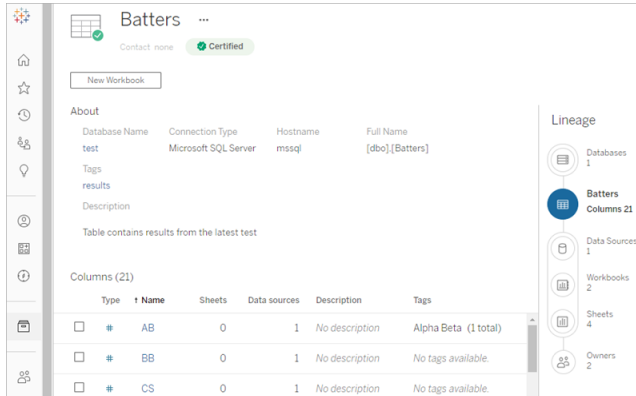 Batters ...
Contact none Certified
New Workbook
About
Database Name Connection Type Hostname Full Name
test Microsoft SQL Server mssql [dbo].[Batters]
Tags
results
Description
Table contains results from the latest test
Columns (21)
Type ↑ Name Sheets Data sources Description Tags
# AB 0 1 No description Alpha Beta (1 total)
# BB 0 1 No description No tags available.
# CS 0 1 No description No tags available.
Lineage
Databases
1
Batters
Columns 21
Data Sources
1
Workbooks
2
Sheets
4
Owners
2